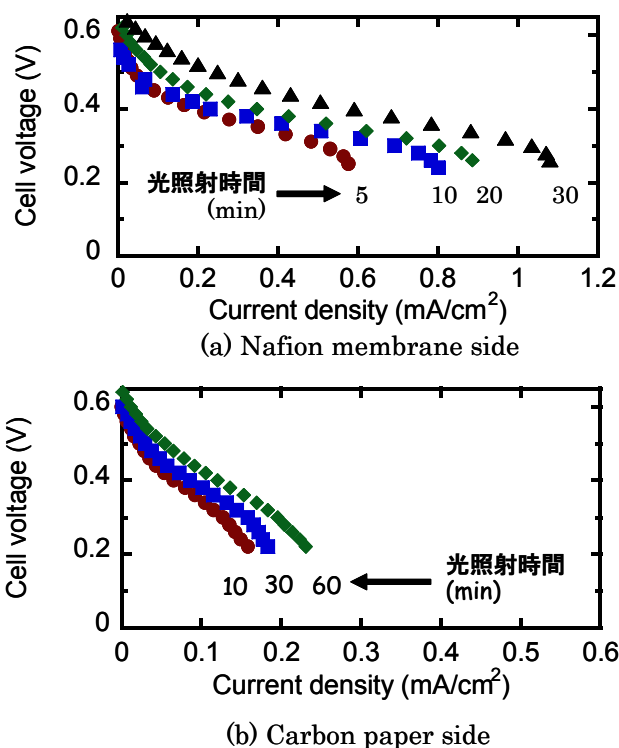 0.6
0.4
0.2
0
Cell voltage (V)
光照射時間
(min)
5
10
20
30
0
0.2
0.4
0.6
0.8
1
1.2
Current density (mA/cm²)
(a) Nafion membrane side
0.6
0.4
0.2
0
Cell voltage (V)
光照射時間
(min)
10
30
60
0
0.1
0.2
0.3
0.4
0.5
0.6
Current density (mA/cm²)
(b) Carbon paper side